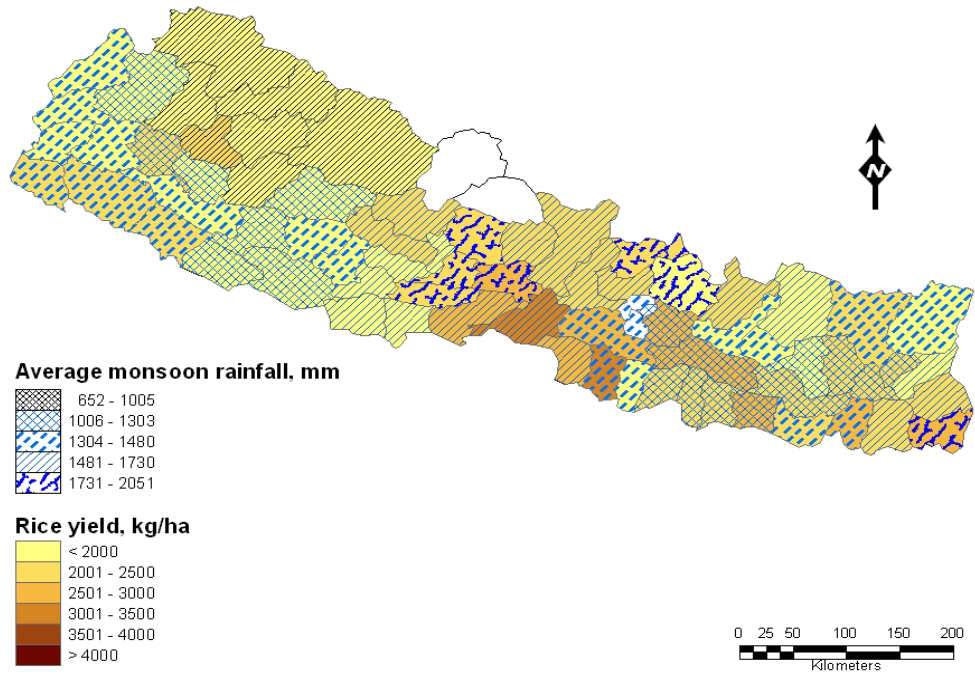 N
Average monsoon rainfall, mm
652 - 1005
1006 - 1303
1304 - 1480
1481 - 1730
1731 - 2051
Rice yield, kg/ha
< 2000
2001 - 2500
2501 - 3000
3001 - 3500
3501 - 4000
> 4000
0 25 50 100 150 200
Kilometers